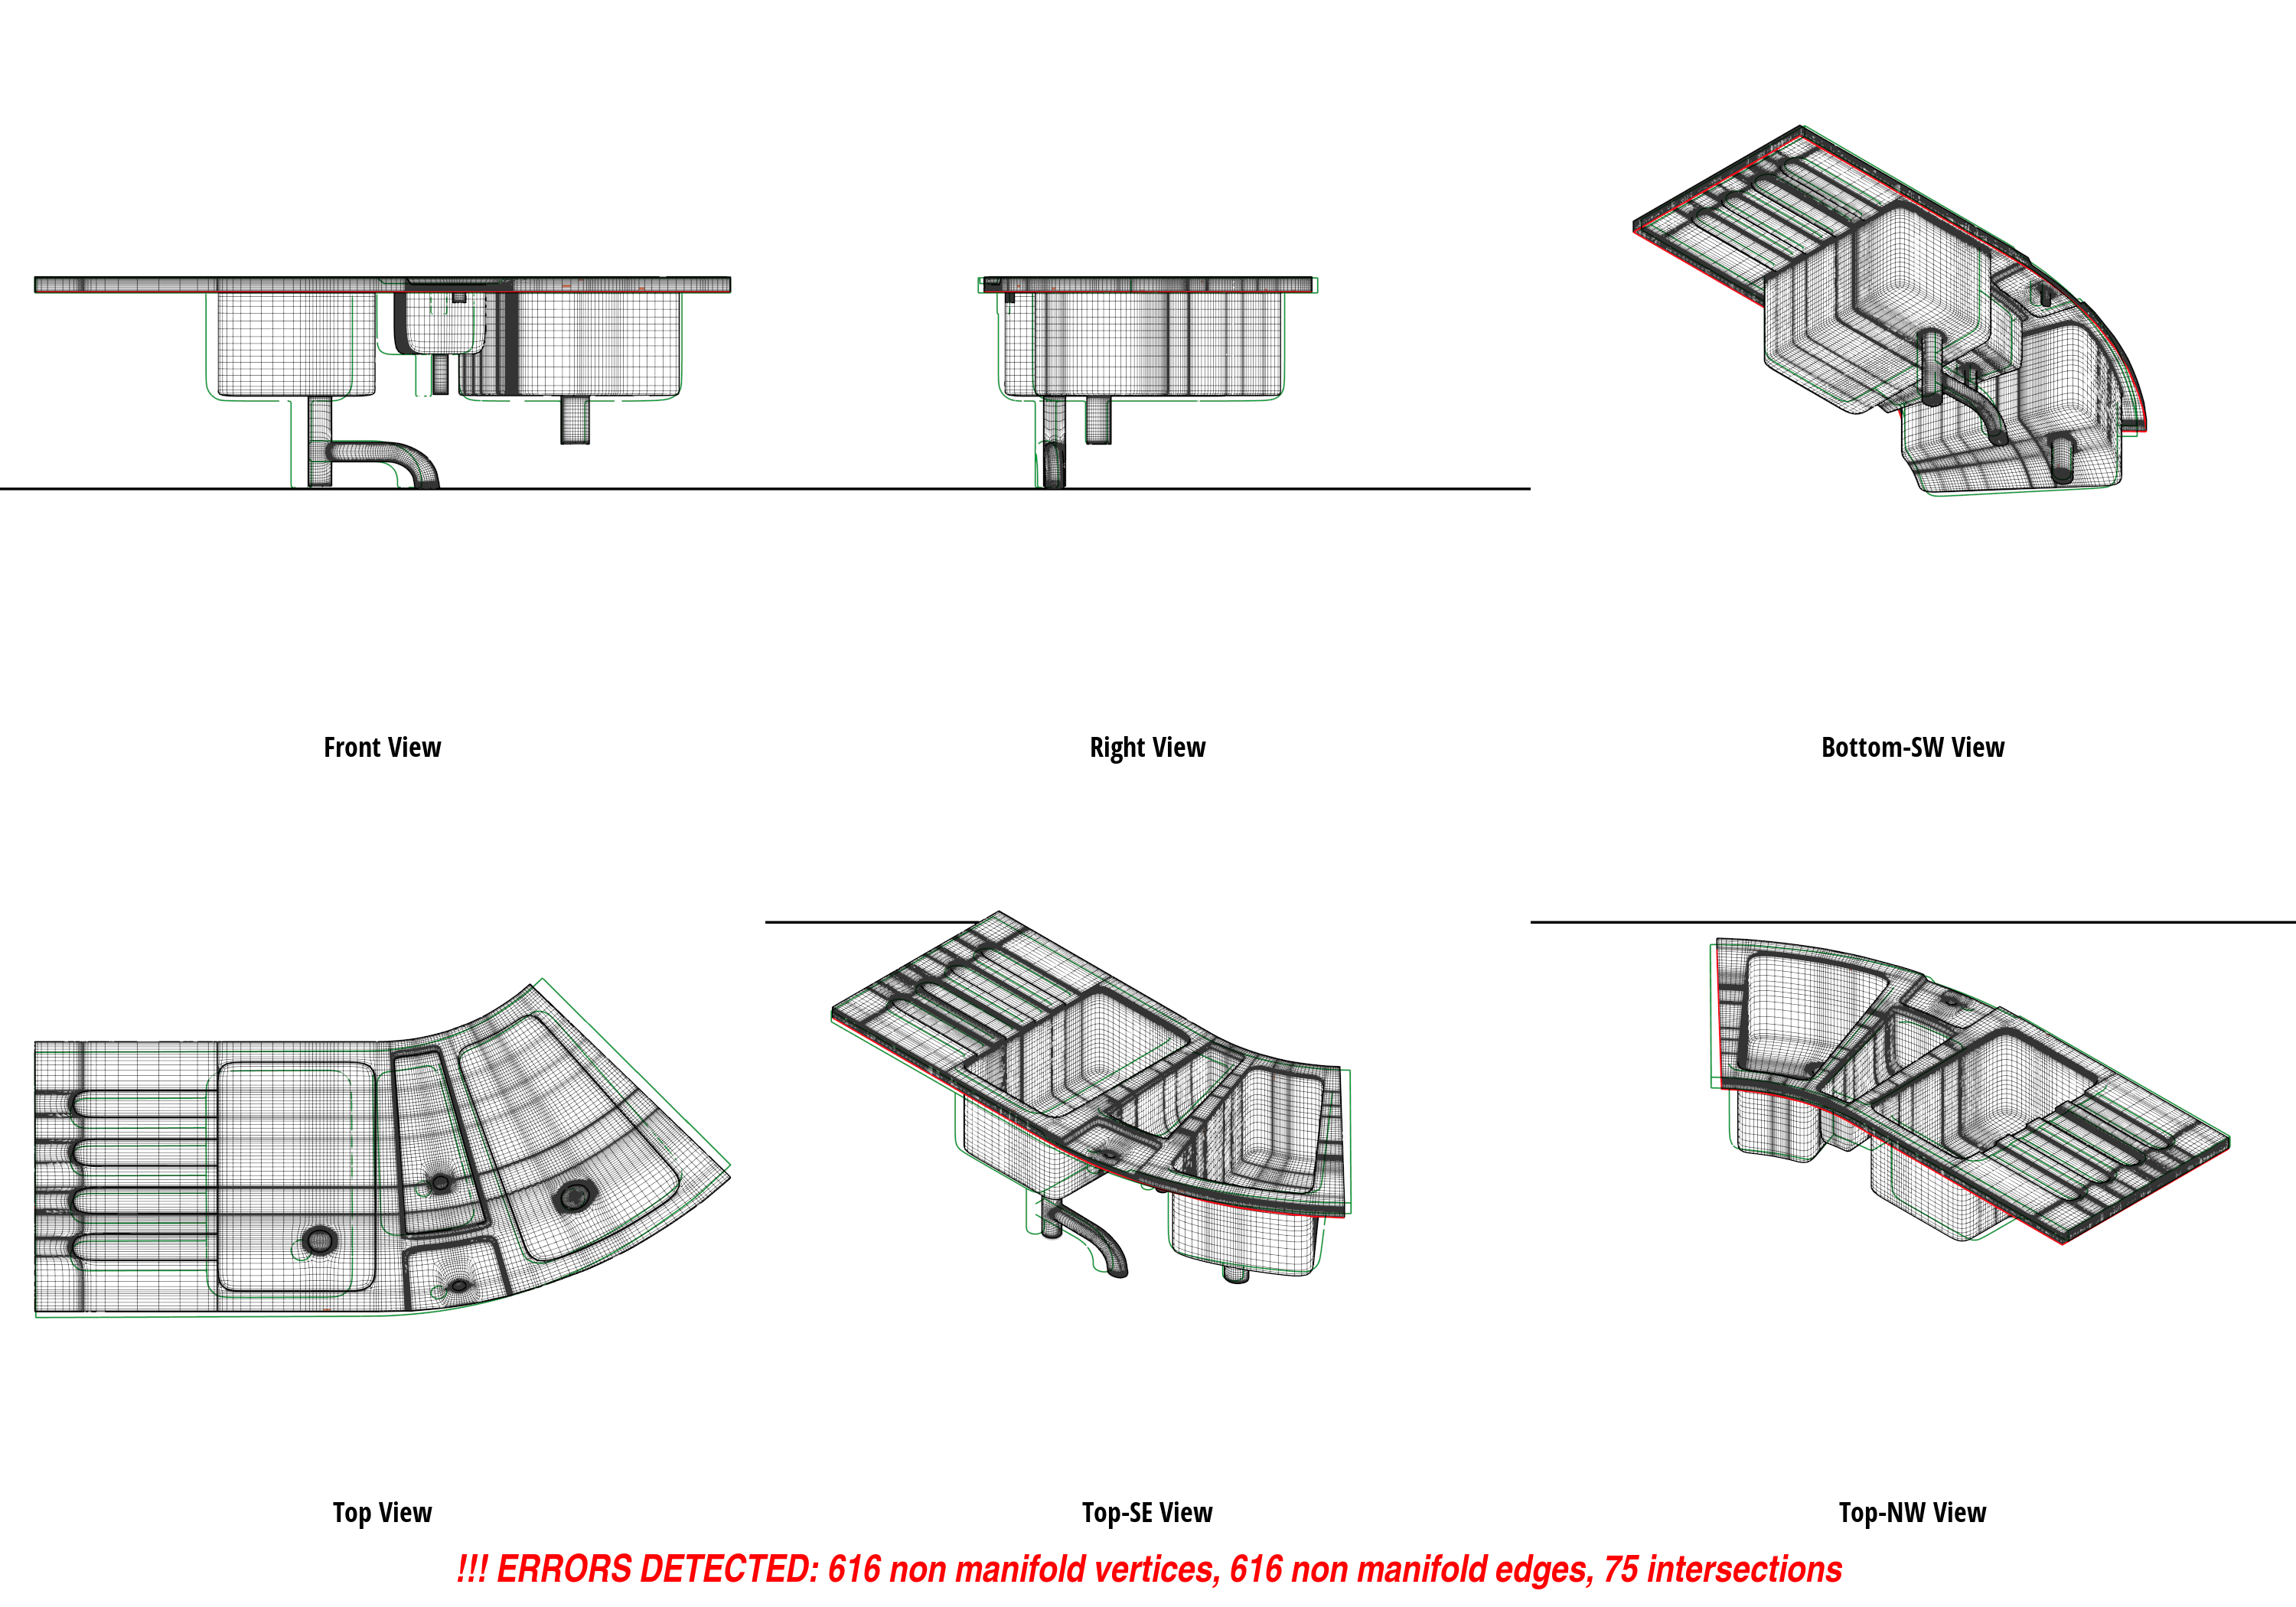 Front View
Right View
Bottom-SW View
Top View
Top-SE View
Top-NW View
!!! ERRORS DETECTED: 616 non manifold vertices, 616 non manifold edges, 75 intersections